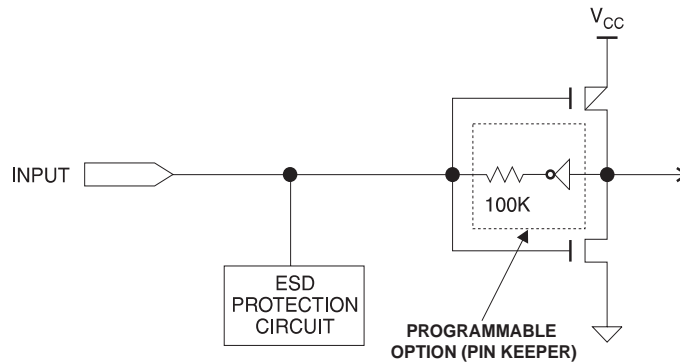 VCC
INPUT
100K
ESD
PROTECTION
CIRCUIT
PROGRAMMABLE
OPTION (PIN KEEPER)